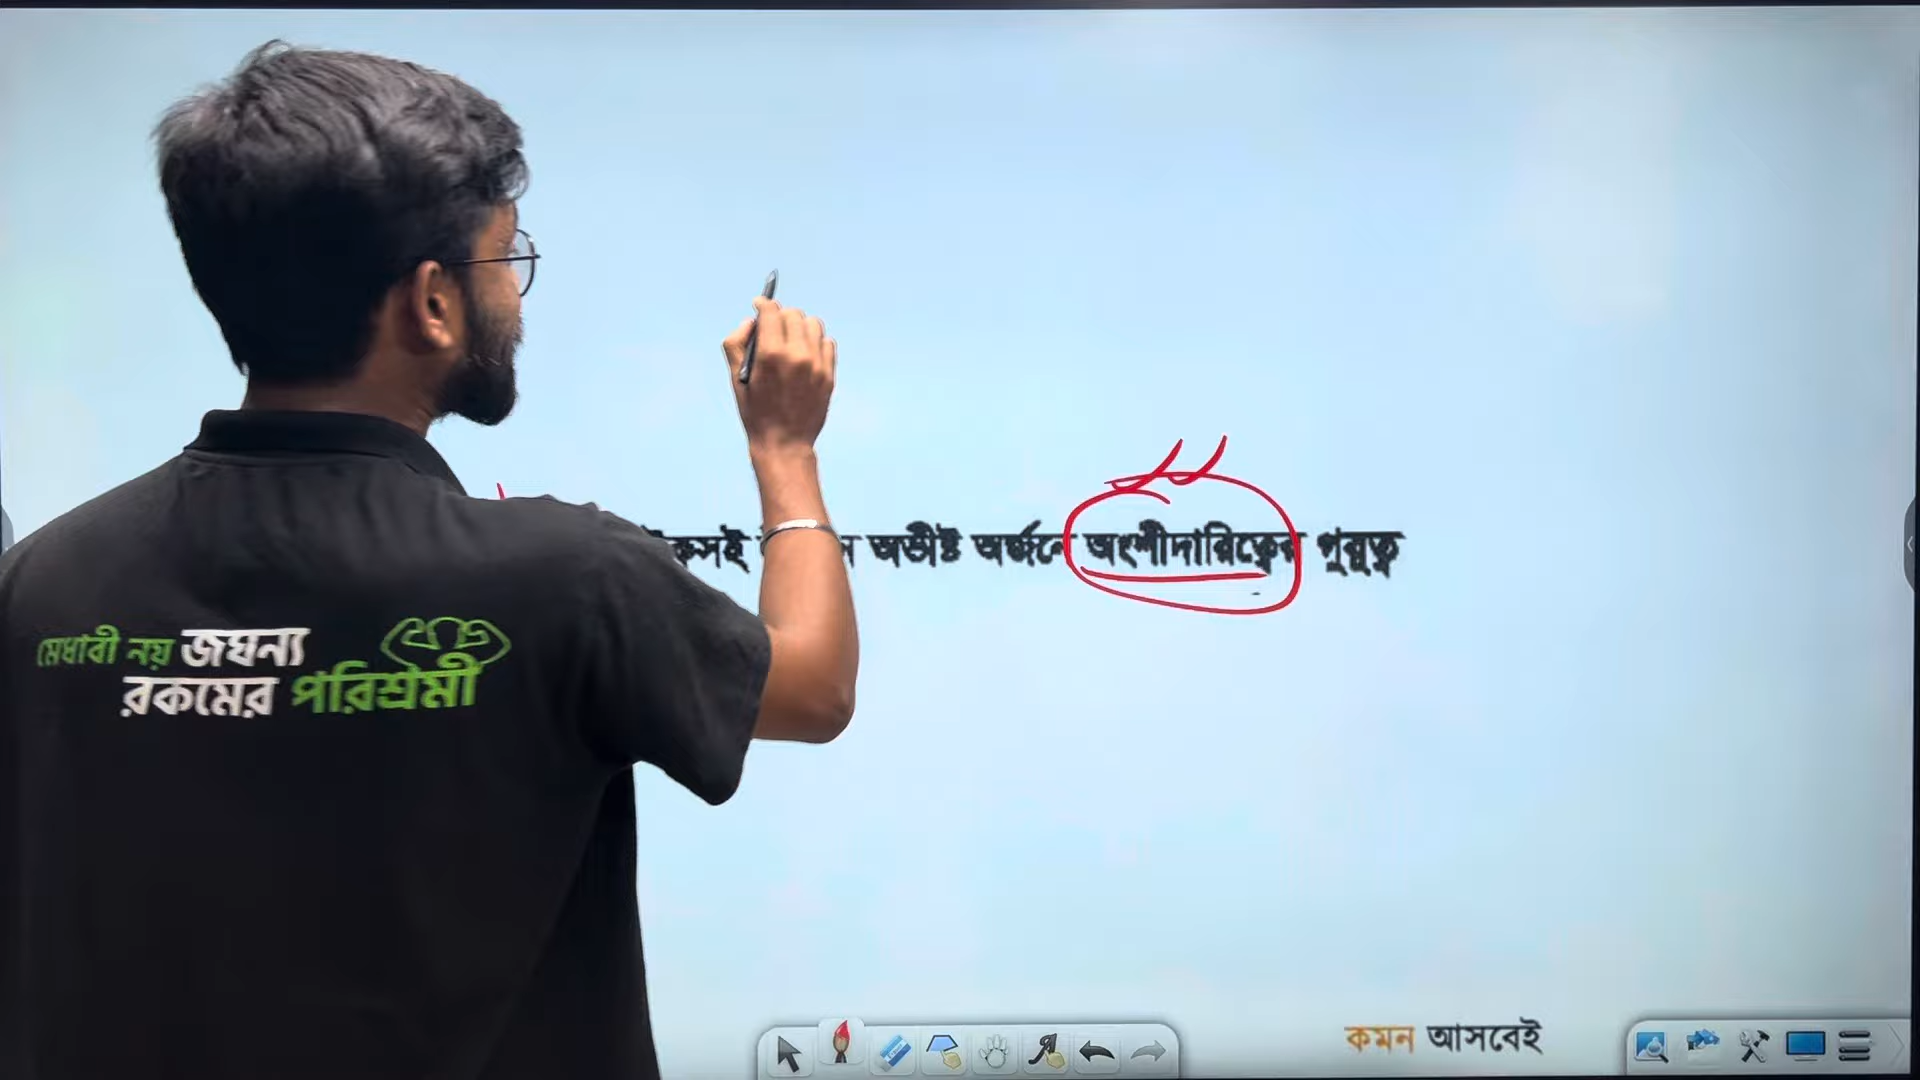 অভীষ্ট অর্জনে অংশীদারিত্বের গুরুত্ব
মেধাবী নয় জঘন্য
রকমের পরিশ্রমী
কমন আসবেই